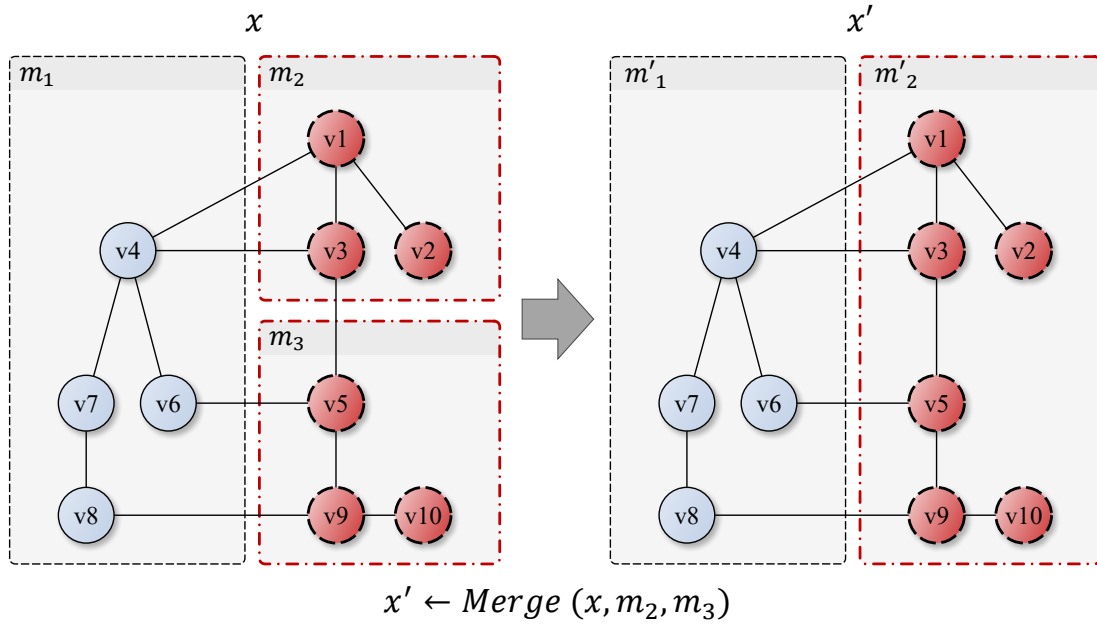 x x′
m₁ m₂ m′₁ m′₂
v1 v1
v4 v3 v2 v4 v3 v2
m₃
v7 v6 v5 v7 v6 v5
v8 v9 v10 v8 v9 v10
x′ ← Merge (x, m₂, m₃)